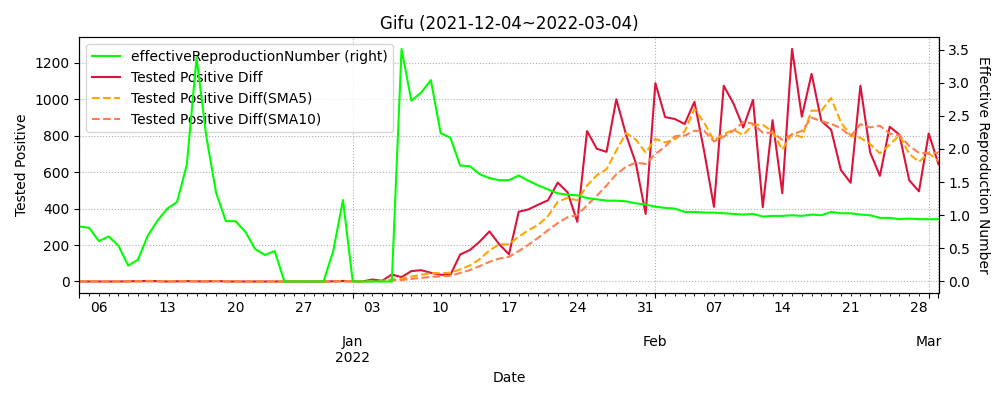 Gifu (2021-12-04~2022-03-04)
effectiveReproductionNumber (right)
Tested Positive Diff
Tested Positive Diff(SMA5)
Tested Positive Diff(SMA10)
Tested Positive
1200
1000
800
600
400
200
0
Effective Reproduction Number
3.5
3.0
2.5
2.0
1.5
1.0
0.5
0.0
06 13 20 27 03 10 17 24 31 07 14 21 28
Jan Feb Mar
2022
Date